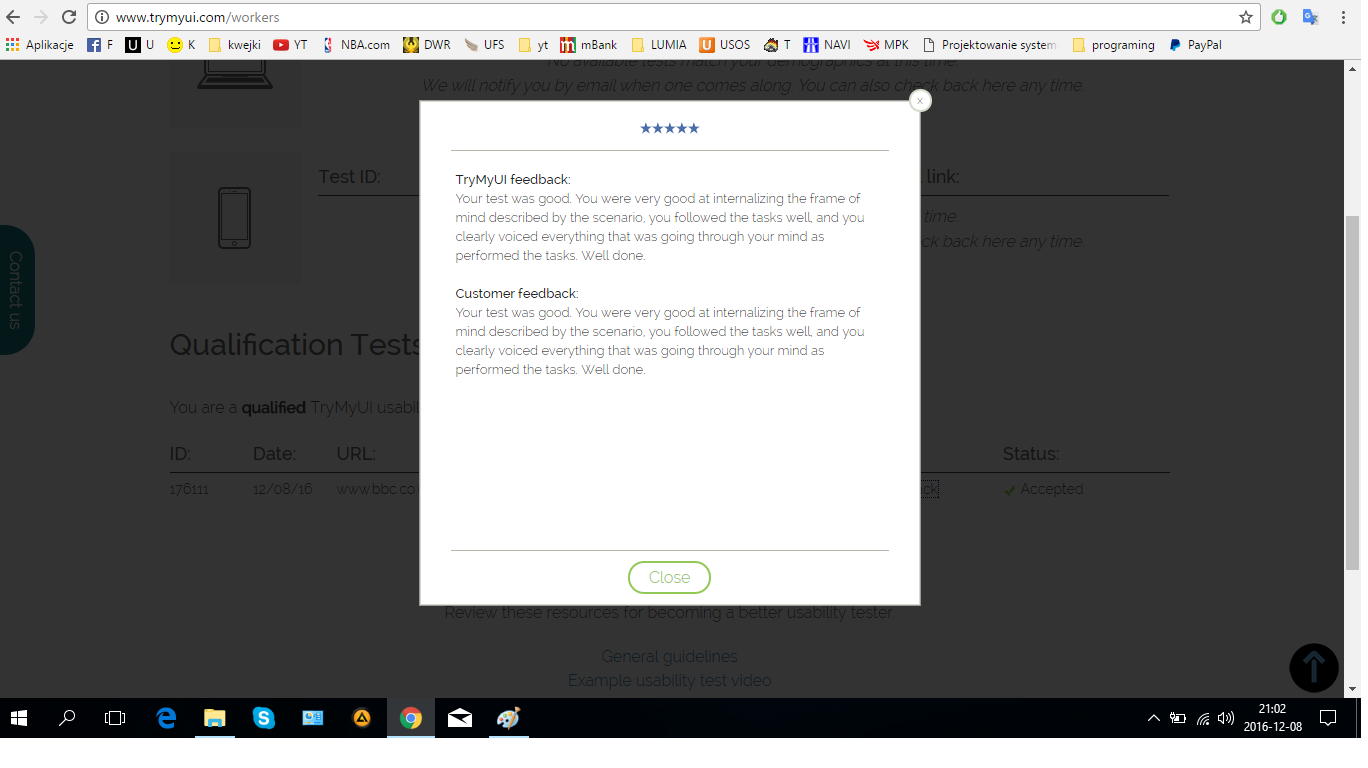 www.trymyui.com/workers
Aplikacje F U K kwejki YT NBA.com DWR UFS yt mBank LUMIA USOS T NAVI MPK Projektowanie system programing PayPal
No available tests match your demographics at this time.
We will notify you by email when one comes along. You can also check back here any time.
x
★★★★★
Test ID:
link:
time.
ck back here any time.
Contact us
TryMyUI feedback:
Your test was good. You were very good at internalizing the frame of
mind described by the scenario, you followed the tasks well, and you
clearly voiced everything that was going through your mind as
performed the tasks. Well done.
Customer feedback:
Your test was good. You were very good at internalizing the frame of
mind described by the scenario, you followed the tasks well, and you
clearly voiced everything that was going through your mind as
performed the tasks. Well done.
Qualification Tests
You are a qualified TryMyUI usabil
ID: Date: URL: Status:
176111 12/08/16 www.bbc.co ck Accepted
Close
Review these resources for becoming a better usability tester.
General guidelines
Example usability test video
21:02
2016-12-08